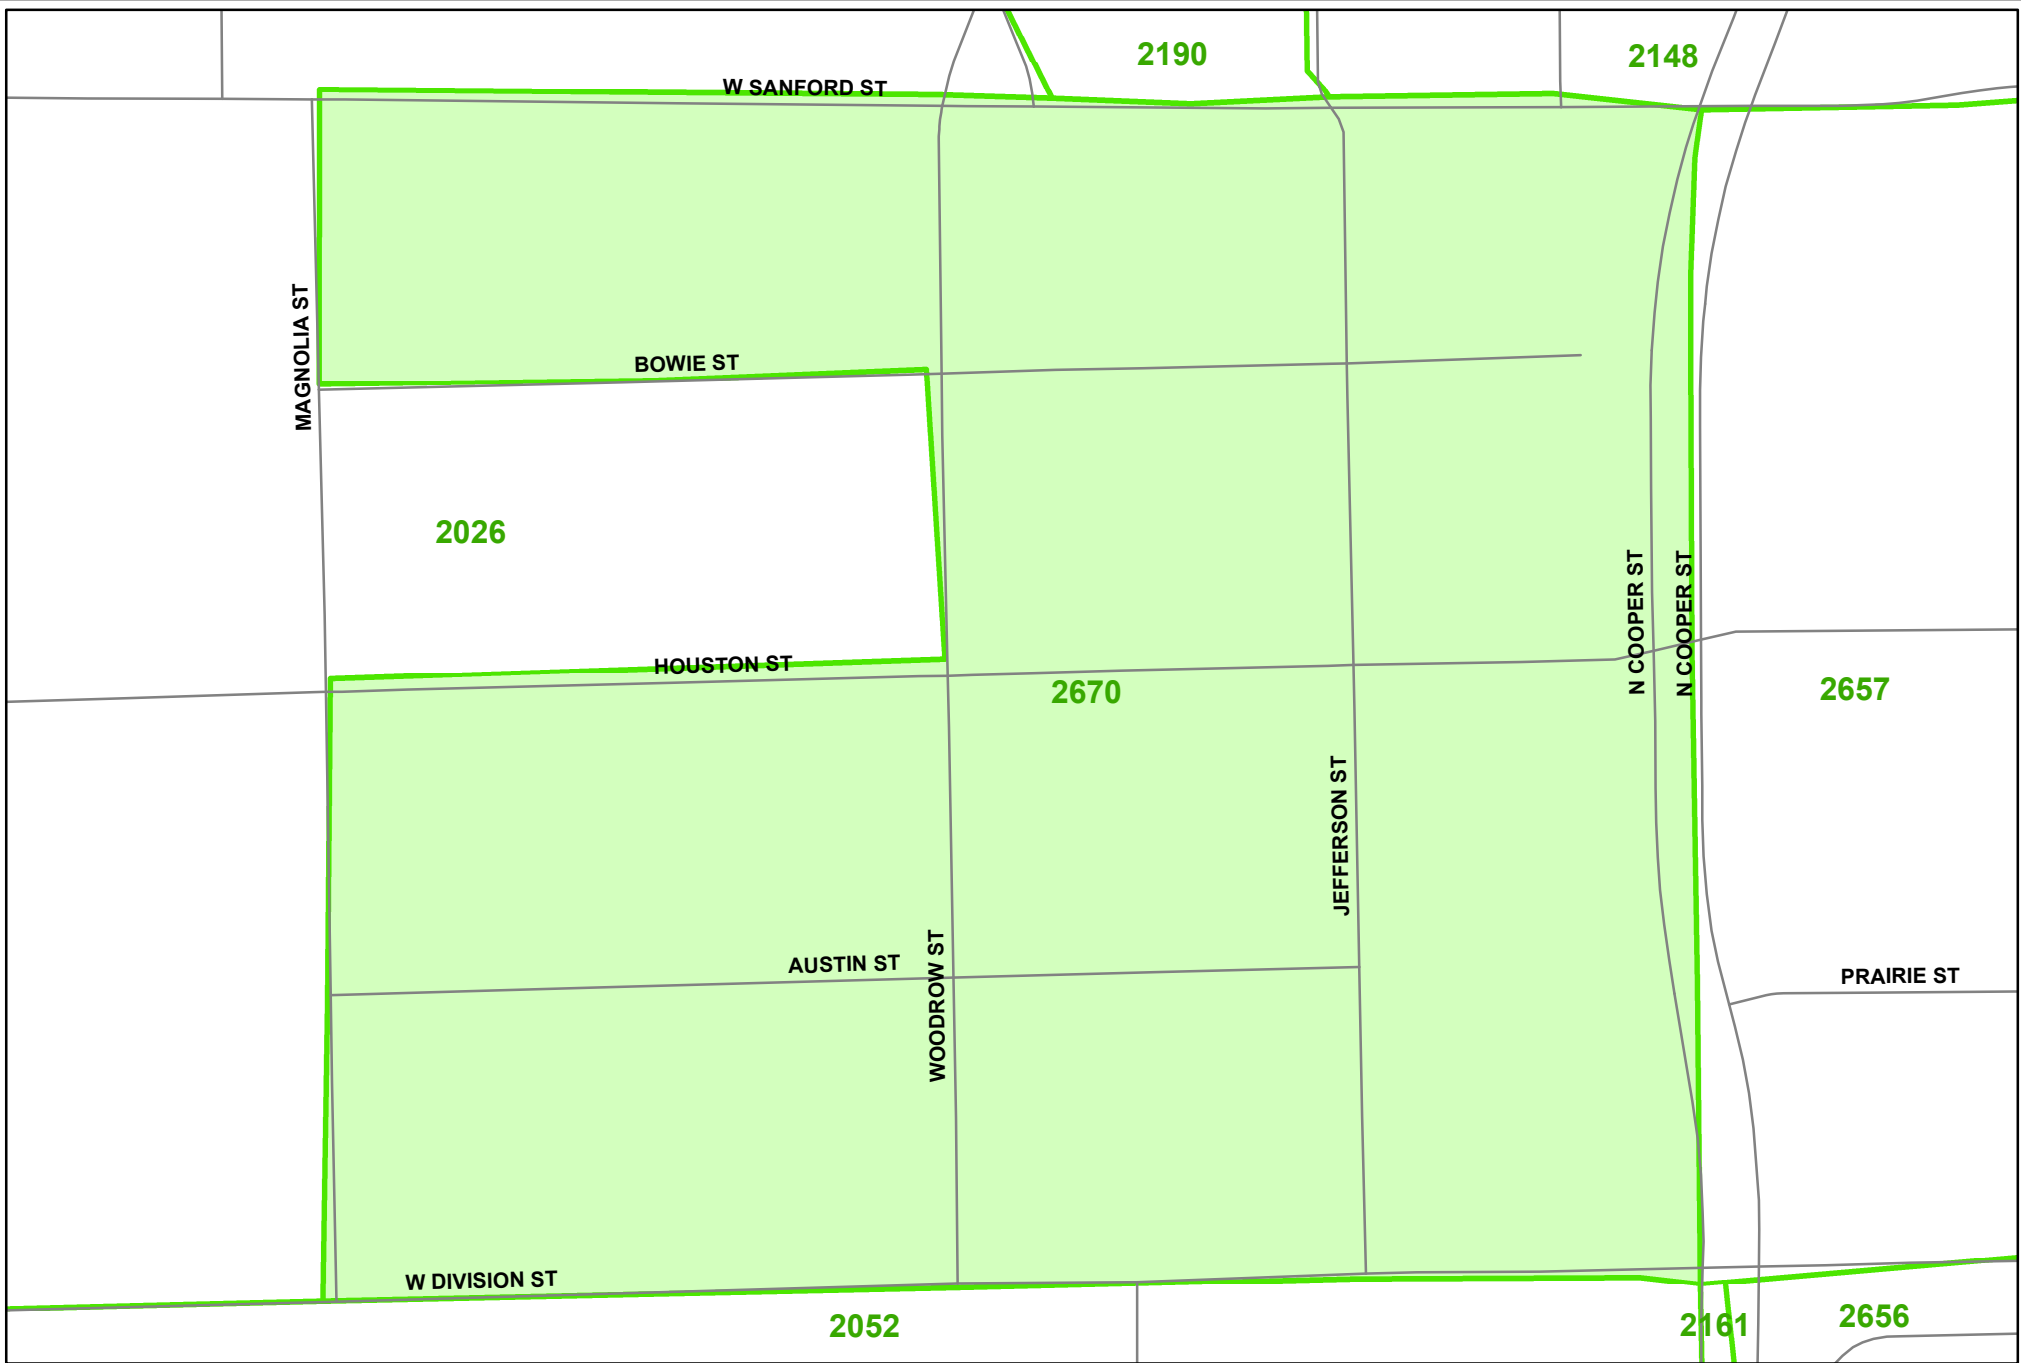 2190
2148
W SANFORD ST
MAGNOLIA ST
BOWIE ST
2026
N COOPER ST
N COOPER ST
HOUSTON ST
2670
2657
JEFFERSON ST
AUSTIN ST
WOODROW ST
PRAIRIE ST
W DIVISION ST
2052
2161
2656